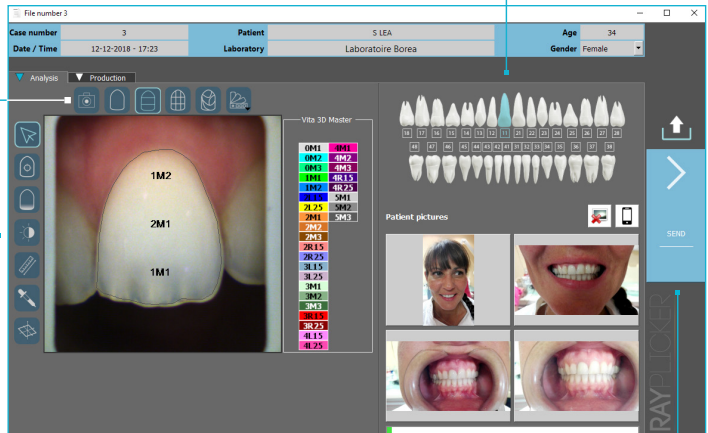 File number 3
Case number 3 Patient S LEA Age 34
Date / Time 12-12-2018 - 17:23 Laboratory Laboratoire Borea Gender Female
Analysis Production
Vita 3D Master
0M1 4M1
0M2 4M2
0M3 4M3
1M1 4R15
1M2 4R25
5M1
2L25 5M2
2M1 5M3
2M2
2M3
2R15
2R25
3L15
3L25
3M1
3M2
3M3
3R15
3R25
4L15
4L25
1M2
2M1
1M1
18 17 16 15 14 13 12 11 21 22 23 24 25 26 27 28
48 47 46 45 44 43 42 41 31 32 33 34 35 36 37 38
Patient pictures
SEND
RAYPLICKER